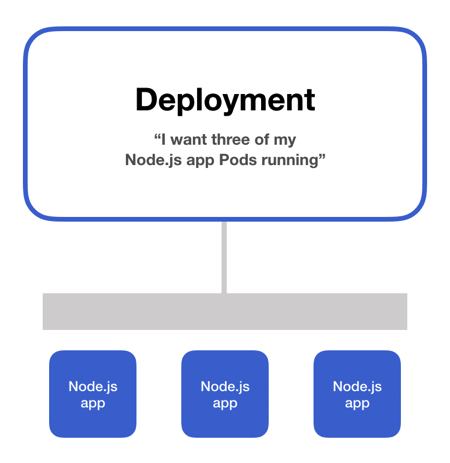 Deployment
“I want three of my
Node.js app Pods running”
Node.js
app
Node.js
app
Node.js
app